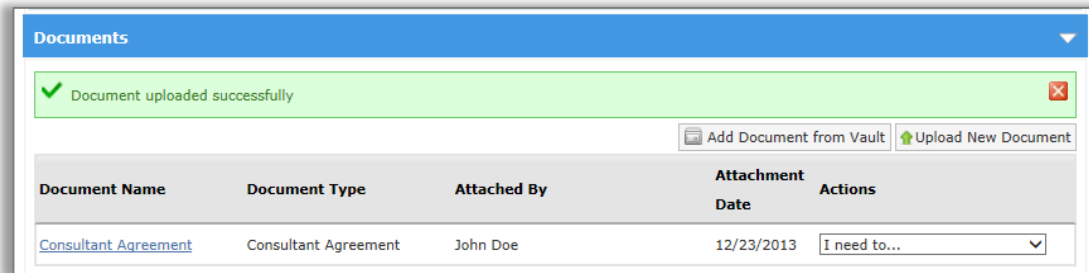 Documents
Document uploaded successfully
Add Document from Vault Upload New Document
Document Name Document Type Attached By Attachment Date Actions
Consultant Agreement Consultant Agreement John Doe 12/23/2013 I need to...